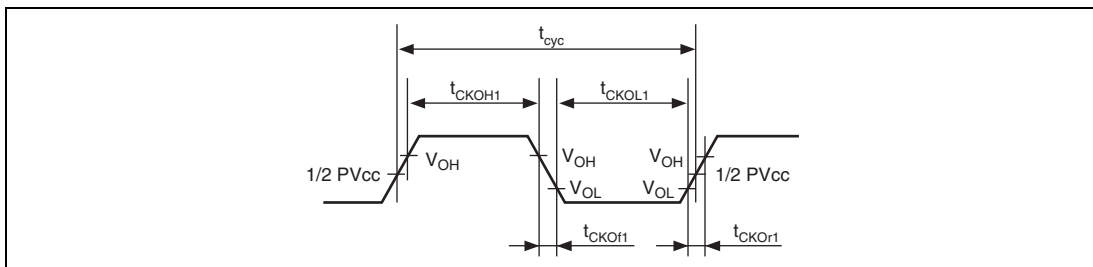 tcyc
tCKOH1 tCKOL1
VOH VOH VOH
1/2 PVcc 1/2 PVcc
VOL VOL
tCKOf1 tCKOr1